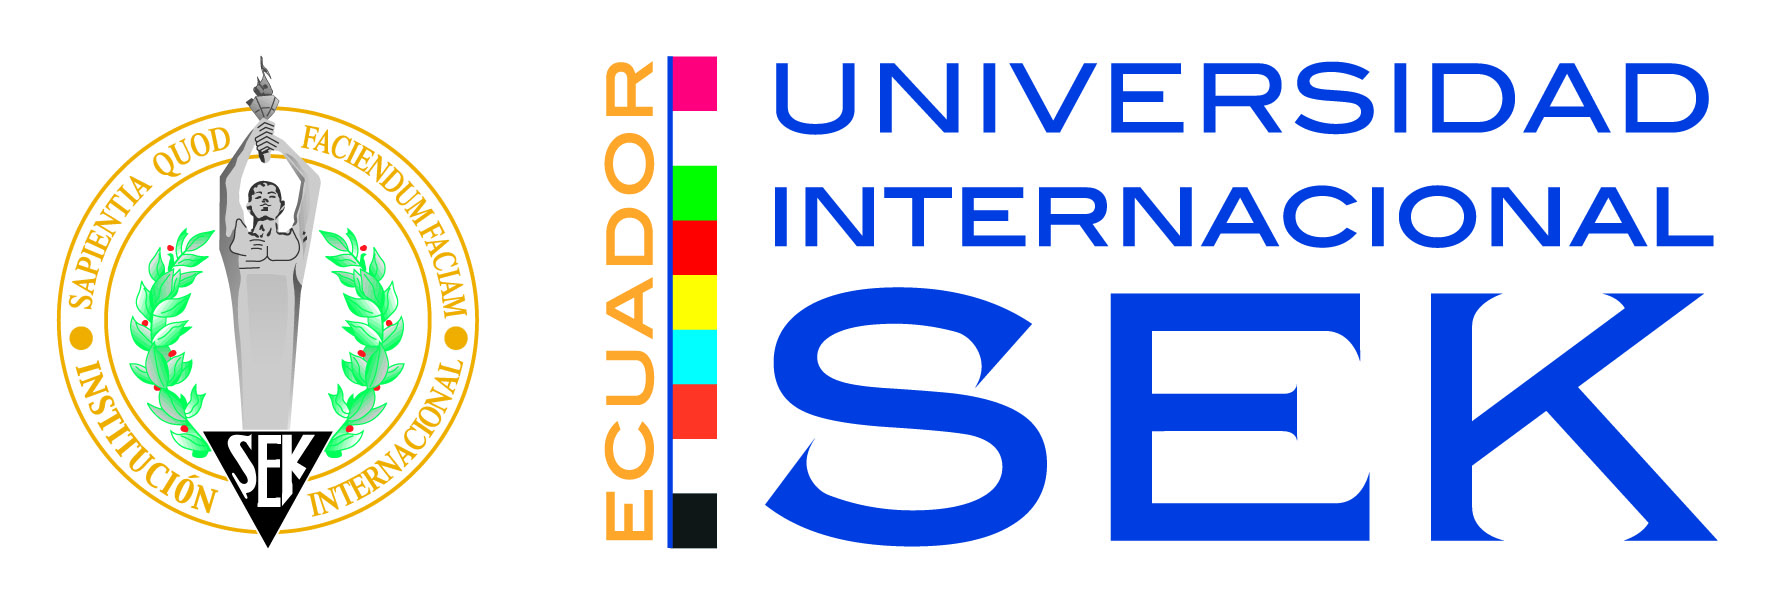 SAPIENTIA QUOD FACIENDUM FACIAM
INSTITUCIÓN INTERNACIONAL
SEK
ECUADOR
UNIVERSIDAD
INTERNACIONAL
SEK